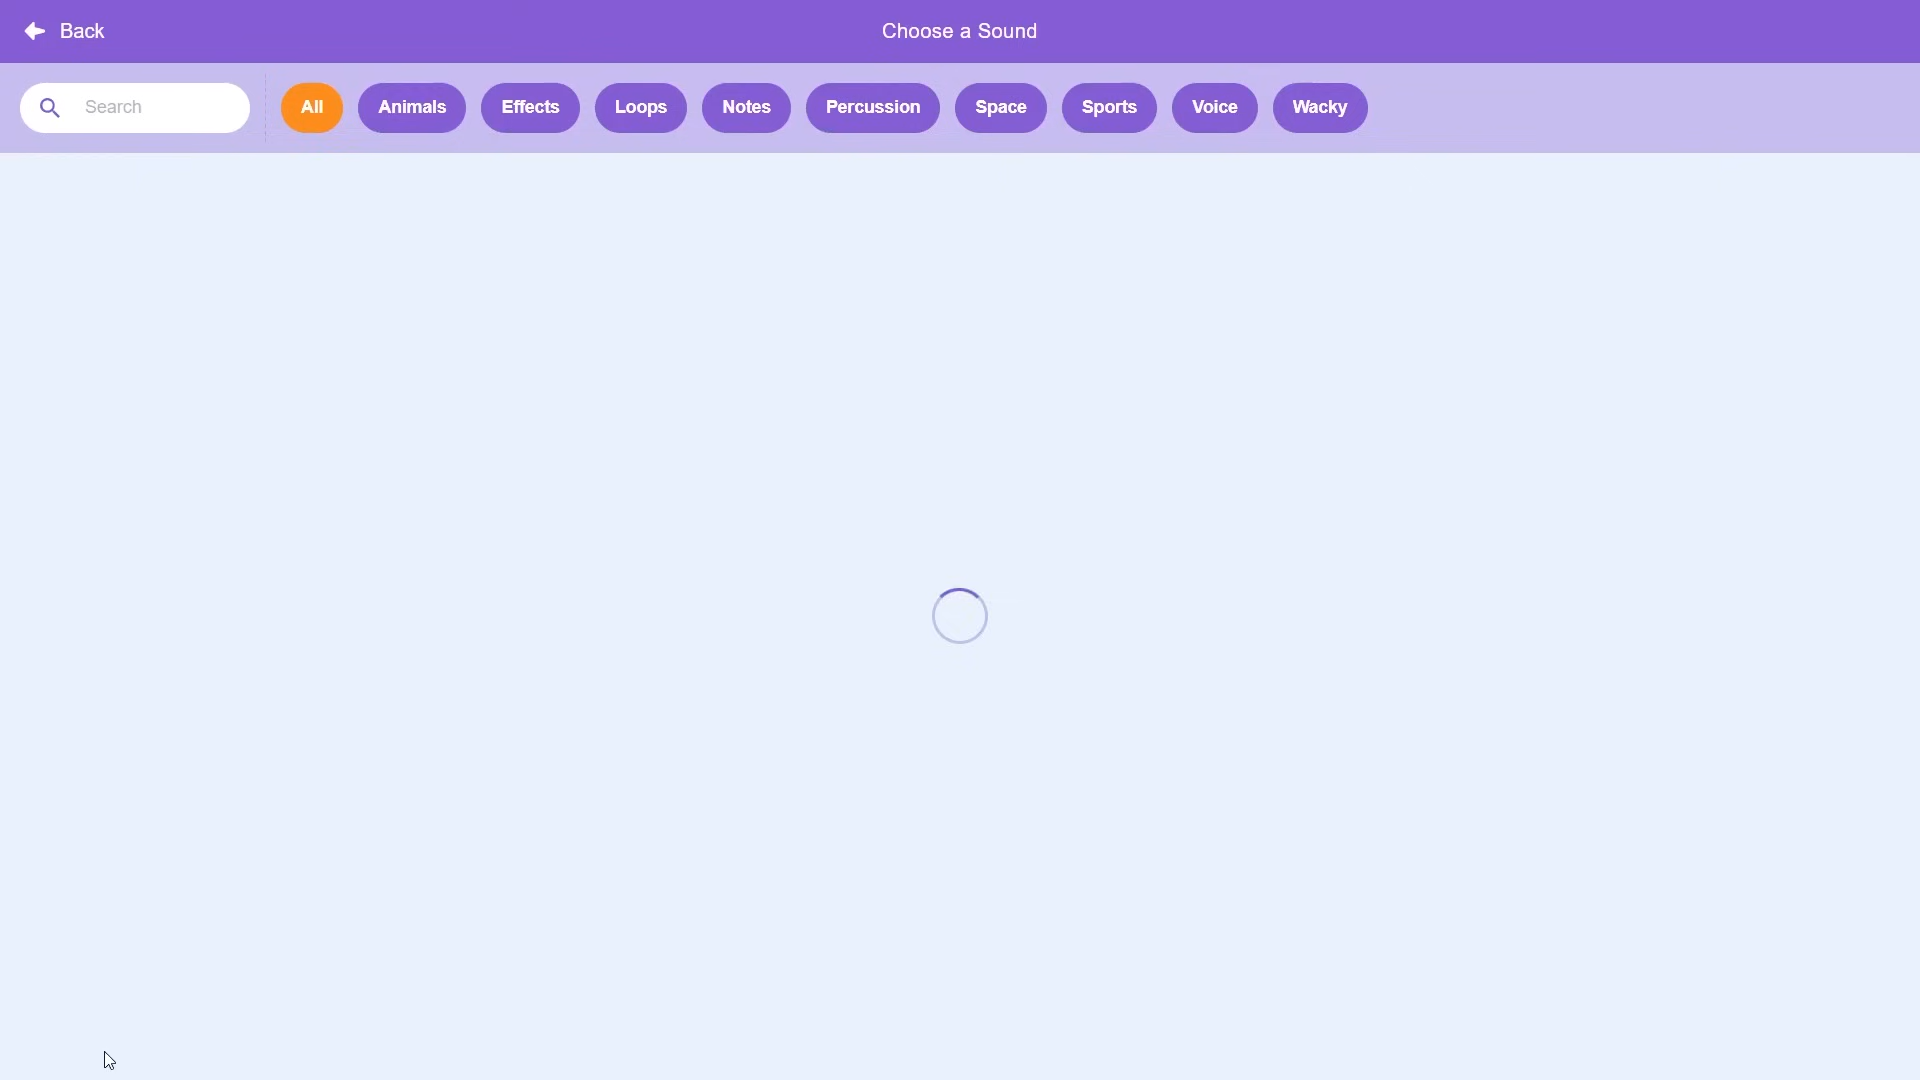 Back
Choose a Sound
Search
All
Animals
Effects
Loops
Notes
Percussion
Space
Sports
Voice
Wacky